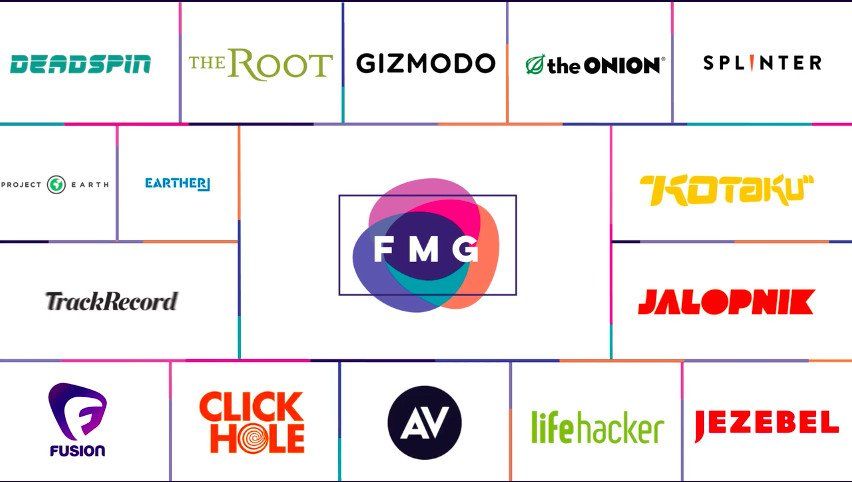 DEADSPIN
THE ROOT
GIZMODO
the ONION®
SPLINTER
PROJECT EARTH
EARTHER
"KOTaKU"
FMG
TrackRecord
JALOPNIK
FUSION
CLICK
HOLE
AV
lifehacker
JEZEBEL